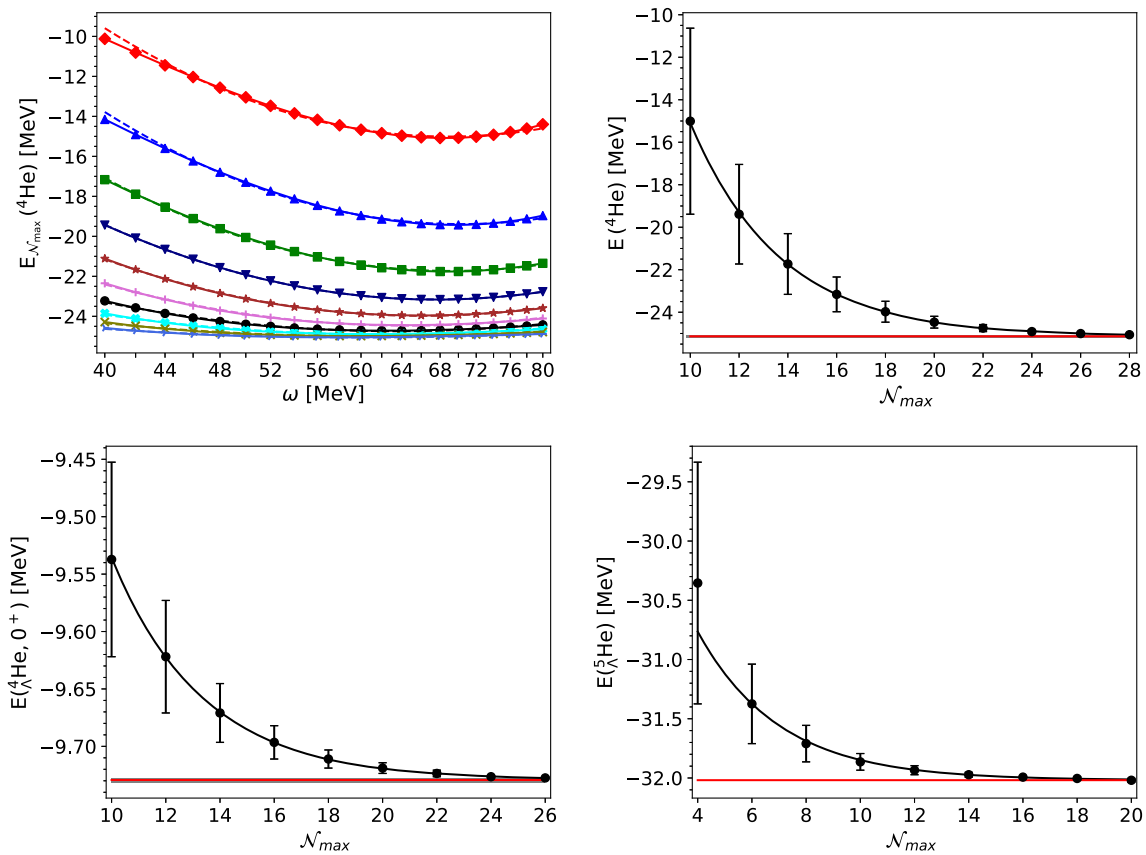 E𝒩max(⁴He) [MeV]
−10
−12
−14
−16
−18
−20
−22
−24
40 44 48 52 56 60 64 68 72 76 80
ω [MeV]
E (⁴He) [MeV]
−10
−12
−14
−16
−18
−20
−22
−24
10 12 14 16 18 20 22 24 26 28
𝒩max
E(⁴ΛHe, 0⁺) [MeV]
−9.45
−9.50
−9.55
−9.60
−9.65
−9.70
10 12 14 16 18 20 22 24 26
𝒩max
E(⁵ΛHe) [MeV]
−29.5
−30.0
−30.5
−31.0
−31.5
−32.0
4 6 8 10 12 14 16 18 20
𝒩max